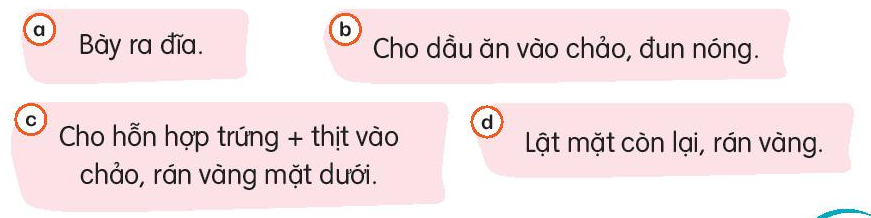 a
Bày ra đĩa.
b
Cho dầu ăn vào chảo, đun nóng.
c
Cho hỗn hợp trứng + thịt vào
chảo, rán vàng mặt dưới.
d
Lật mặt còn lại, rán vàng.